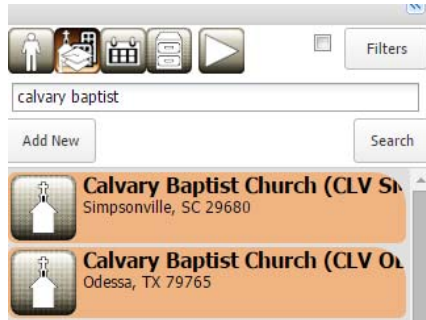 Filters
calvary baptist
Add New
Search
Calvary Baptist Church (CLV
Simpsonville, SC 29680
Calvary Baptist Church (CLV
Odessa, TX 79765